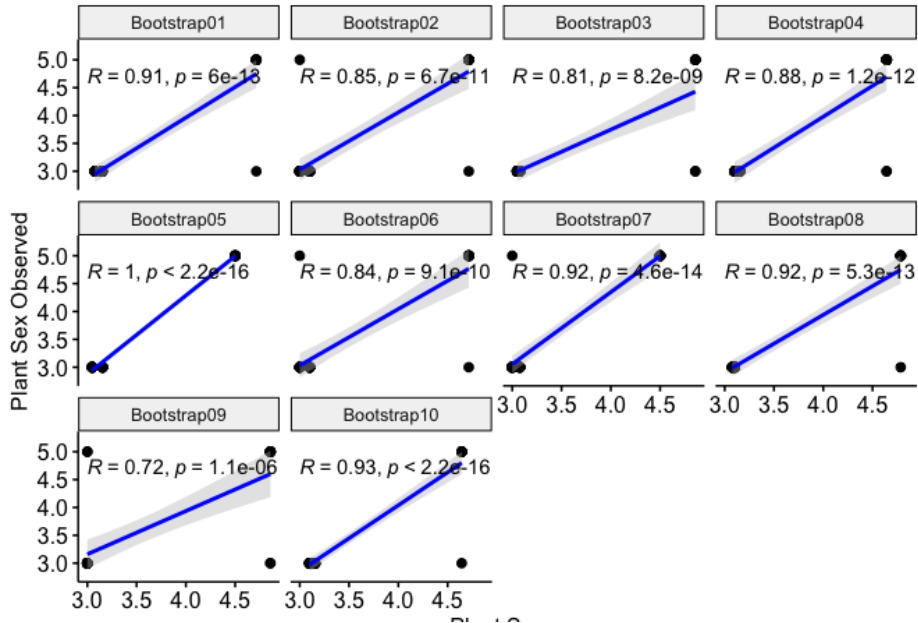 Bootstrap01 Bootstrap02 Bootstrap03 Bootstrap04
5.0
4.5
4.0
3.5
3.0
R = 0.91, p = 6e-13 R = 0.85, p = 6.7e-11 R = 0.81, p = 8.2e-09 R = 0.88, p = 1.2e-12
Bootstrap05 Bootstrap06 Bootstrap07 Bootstrap08
5.0
4.5
4.0
3.5
3.0
R = 1, p < 2.2e-16 R = 0.84, p = 9.1e-10 R = 0.92, p = 4.6e-14 R = 0.92, p = 5.3e-13
3.0 3.5 4.0 4.5 3.0 3.5 4.0 4.5
Plant Sex Observed
Bootstrap09 Bootstrap10
5.0
4.5
4.0
3.5
3.0
R = 0.72, p = 1.1e-06 R = 0.93, p < 2.2e-16
3.0 3.5 4.0 4.5 3.0 3.5 4.0 4.5